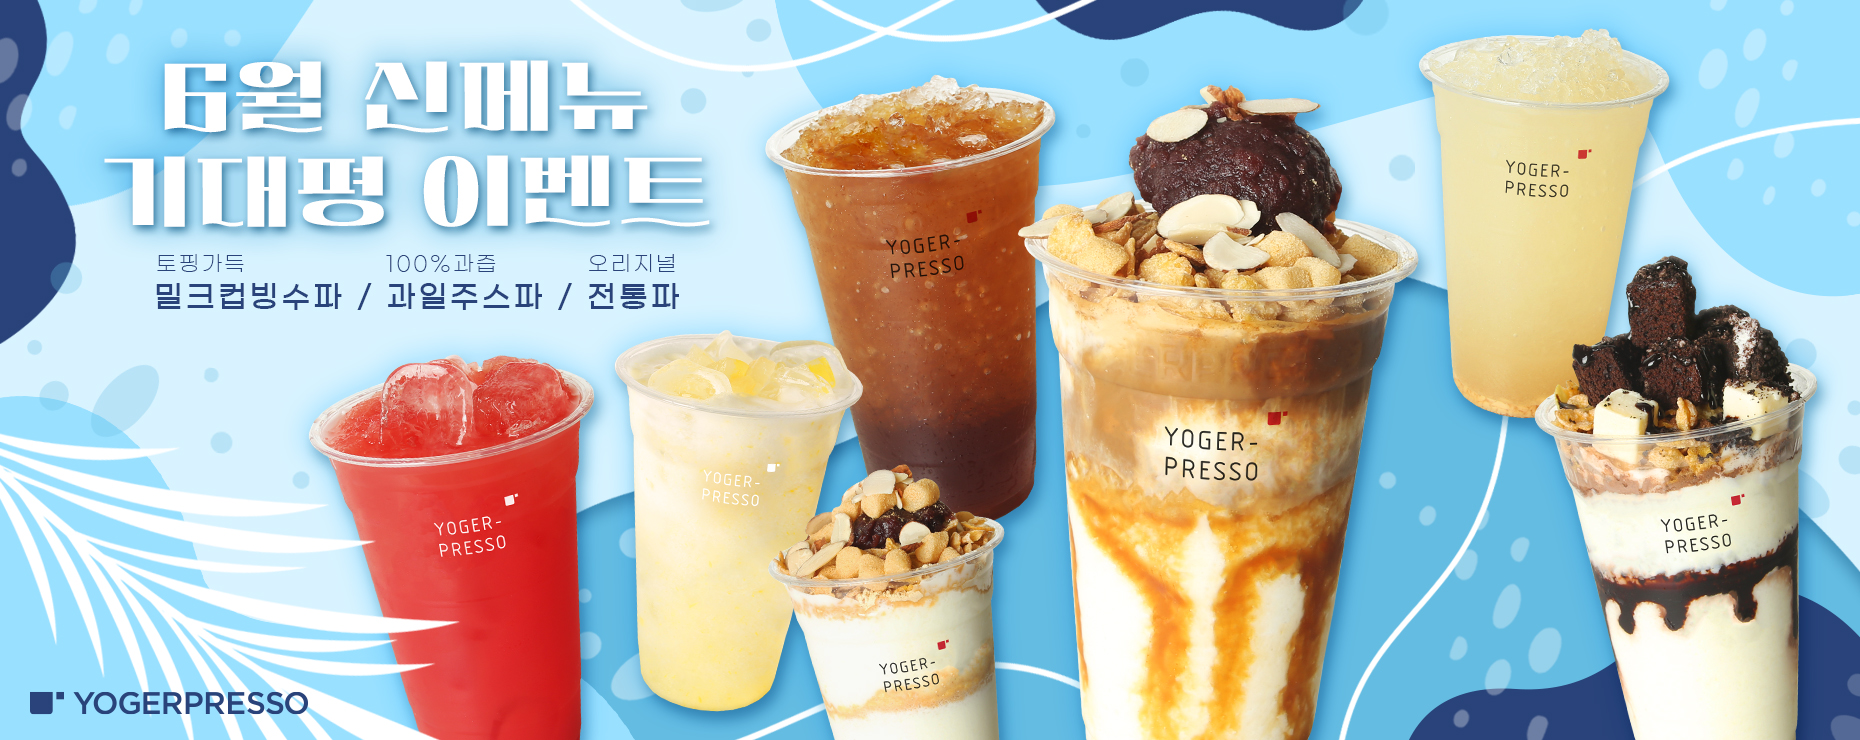 6월 신메뉴
기대평 이벤트
토핑가득 100%과즙 오리지널
밀크컵빙수파 / 과일주스파 / 전통파
YOGER-
PRESSO
YOGER-
PRESSO
YOGER-
PRESSO
YOGER-
PRESSO
YOGER-
PRESSO
YOGER-
PRESSO
YOGER-
PRESSO
YOGERPRESSO